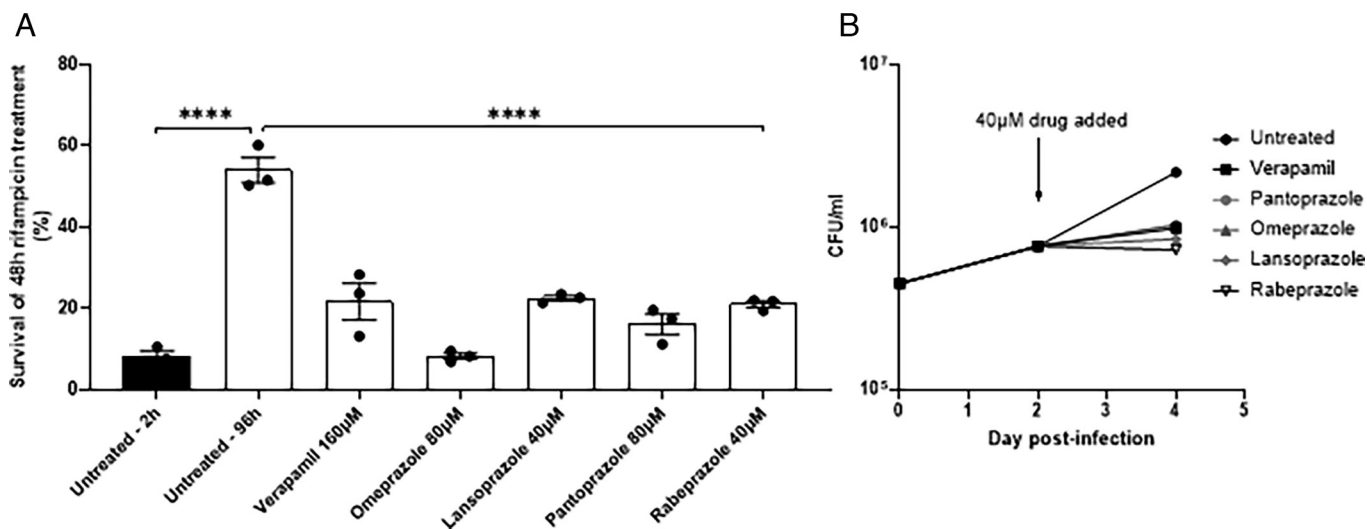 A
Survival of 48h rifampicin treatment
(%)
80
60
40
20
0
****
****
Untreated - 2h
Untreated - 96h
Verapamil 160µM
Omeprazole 80µM
Lansoprazole 40µM
Pantoprazole 80µM
Rabeprazole 40µM
B
CFU/ml
10⁷
10⁶
10⁵
40µM drug added
0 1 2 3 4 5
Day post-infection
Untreated
Verapamil
Pantoprazole
Omeprazole
Lansoprazole
Rabeprazole